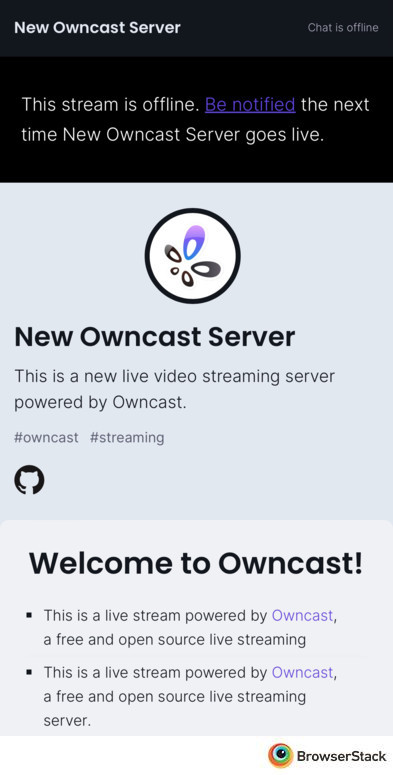 New Owncast Server
Chat is offline
This stream is offline. Be notified the next
time New Owncast Server goes live.
New Owncast Server
This is a new live video streaming server
powered by Owncast.
#owncast #streaming
Welcome to Owncast!
This is a live stream powered by Owncast,
a free and open source live streaming
This is a live stream powered by Owncast,
a free and open source live streaming
server.
BrowserStack